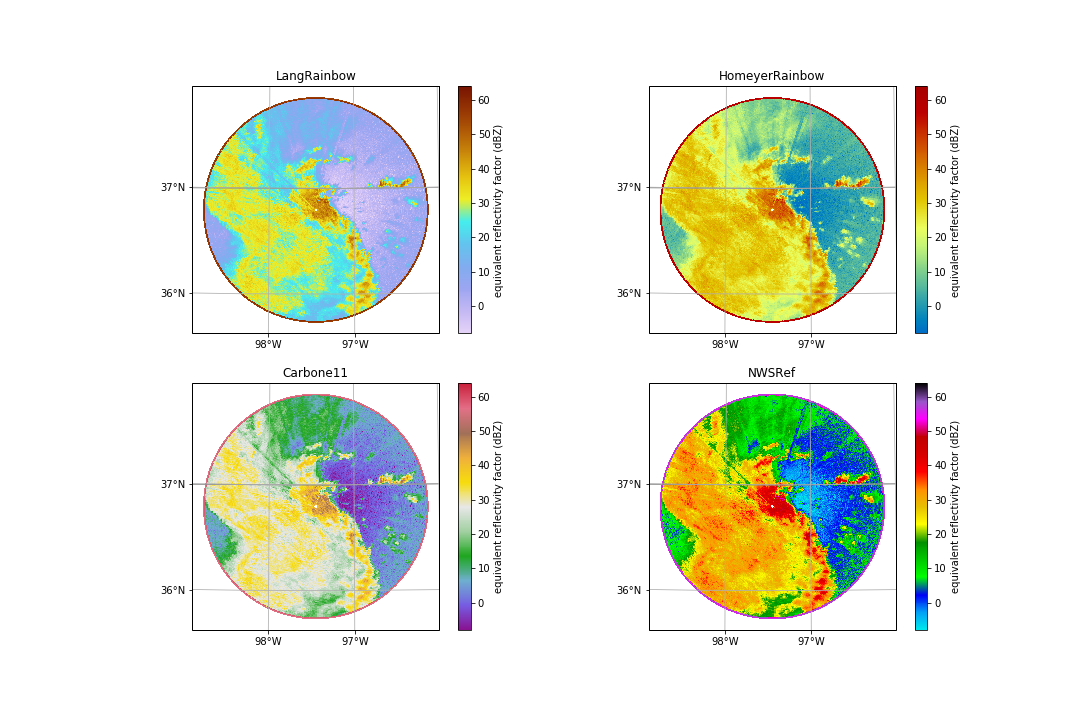 LangRainbow
37°N
36°N
98°W
97°W
60
50
40
30
20
10
0
equivalent reflectivity factor (dBZ)
HomeyerRainbow
37°N
36°N
98°W
97°W
60
50
40
30
20
10
0
equivalent reflectivity factor (dBZ)
Carbone11
37°N
36°N
98°W
97°W
60
50
40
30
20
10
0
equivalent reflectivity factor (dBZ)
NWSRef
37°N
36°N
98°W
97°W
60
50
40
30
20
10
0
equivalent reflectivity factor (dBZ)